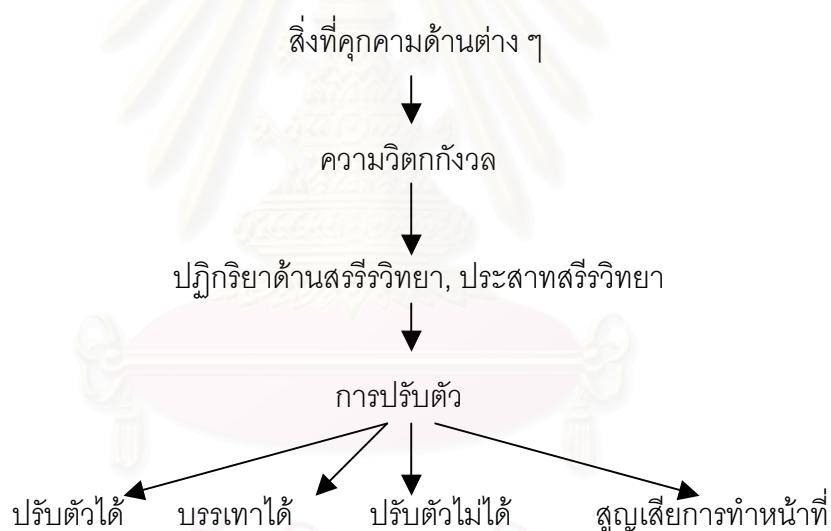 สิ่งที่คุกคามด้านต่าง ๆ
ความวิตกกังวล
ปฏิกริยาด้านสรรีรวิทยา, ประสาทสรีรวิทยา
การปรับตัว
ปรับตัวได้ บรรเทาได้ ปรับตัวไม่ได้ สูญเสียการทำหน้าที่